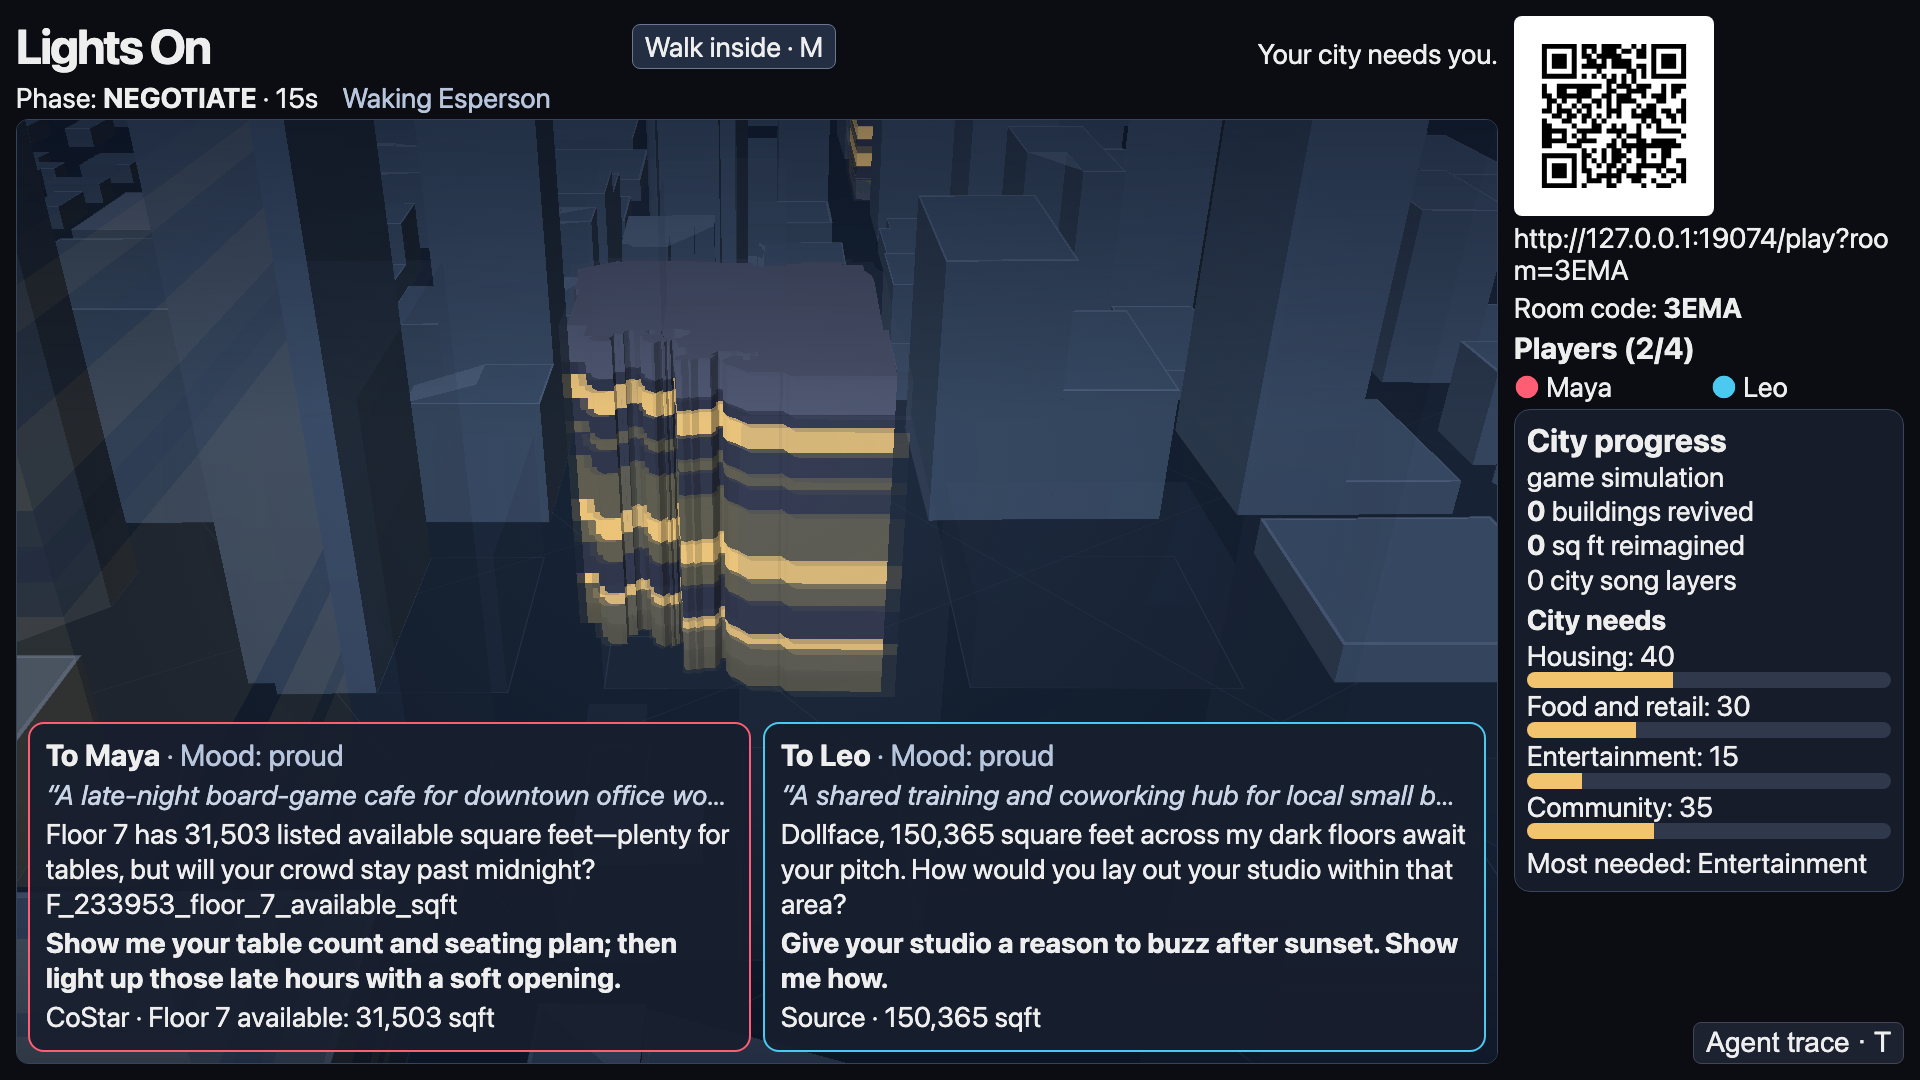 Lights On
Walk inside · M
Your city needs you.
Phase: NEGOTIATE · 15s Waking Esperson
http://127.0.0.1:19074/play?roo
m=3EMA
Room code: 3EMA
Players (2/4)
Maya
Leo
City progress
game simulation
0 buildings revived
0 sq ft reimagined
0 city song layers
City needs
Housing: 40
Food and retail: 30
Entertainment: 15
Community: 35
Most needed: Entertainment
To Maya · Mood: proud
“A late-night board-game cafe for downtown office wo...
Floor 7 has 31,503 listed available square feet—plenty for
tables, but will your crowd stay past midnight?
F_233953_floor_7_available_sqft
Show me your table count and seating plan; then
light up those late hours with a soft opening.
CoStar · Floor 7 available: 31,503 sqft
To Leo · Mood: proud
“A shared training and coworking hub for local small b...
Dollface, 150,365 square feet across my dark floors await
your pitch. How would you lay out your studio within that
area?
Give your studio a reason to buzz after sunset. Show
me how.
Source · 150,365 sqft
Agent trace · T